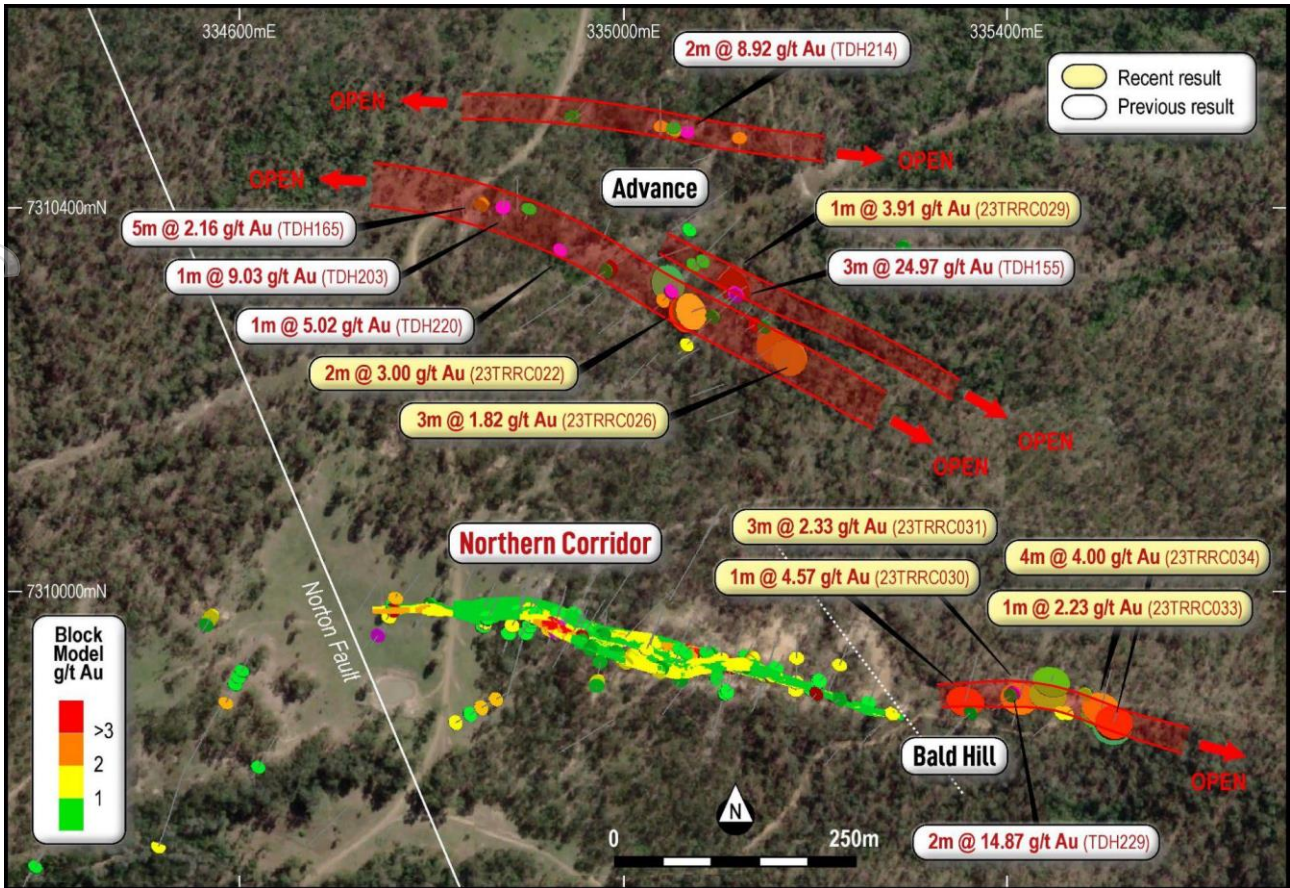 334600mE
335000mE
335400mE
2m @ 8.92 g/t Au (TDH214)
Recent result
Previous result
OPEN
OPEN
OPEN
Advance
7310400mN
1m @ 3.91 g/t Au (23TRRC029)
5m @ 2.16 g/t Au (TDH165)
3m @ 24.97 g/t Au (TDH155)
1m @ 9.03 g/t Au (TDH203)
1m @ 5.02 g/t Au (TDH220)
2m @ 3.00 g/t Au (23TRRC022)
3m @ 1.82 g/t Au (23TRRC026)
OPEN
OPEN
3m @ 2.33 g/t Au (23TRRC031)
Northern Corridor
4m @ 4.00 g/t Au (23TRRC034)
1m @ 4.57 g/t Au (23TRRC030)
7310000mN
1m @ 2.23 g/t Au (23TRRC033)
Norton Fault
Block
Model
g/t Au
>3
2
1
Bald Hill
OPEN
N
0 250m
2m @ 14.87 g/t Au (TDH229)